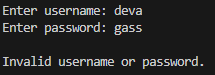 Enter username: deva
Enter password: gass
Invalid username or password.